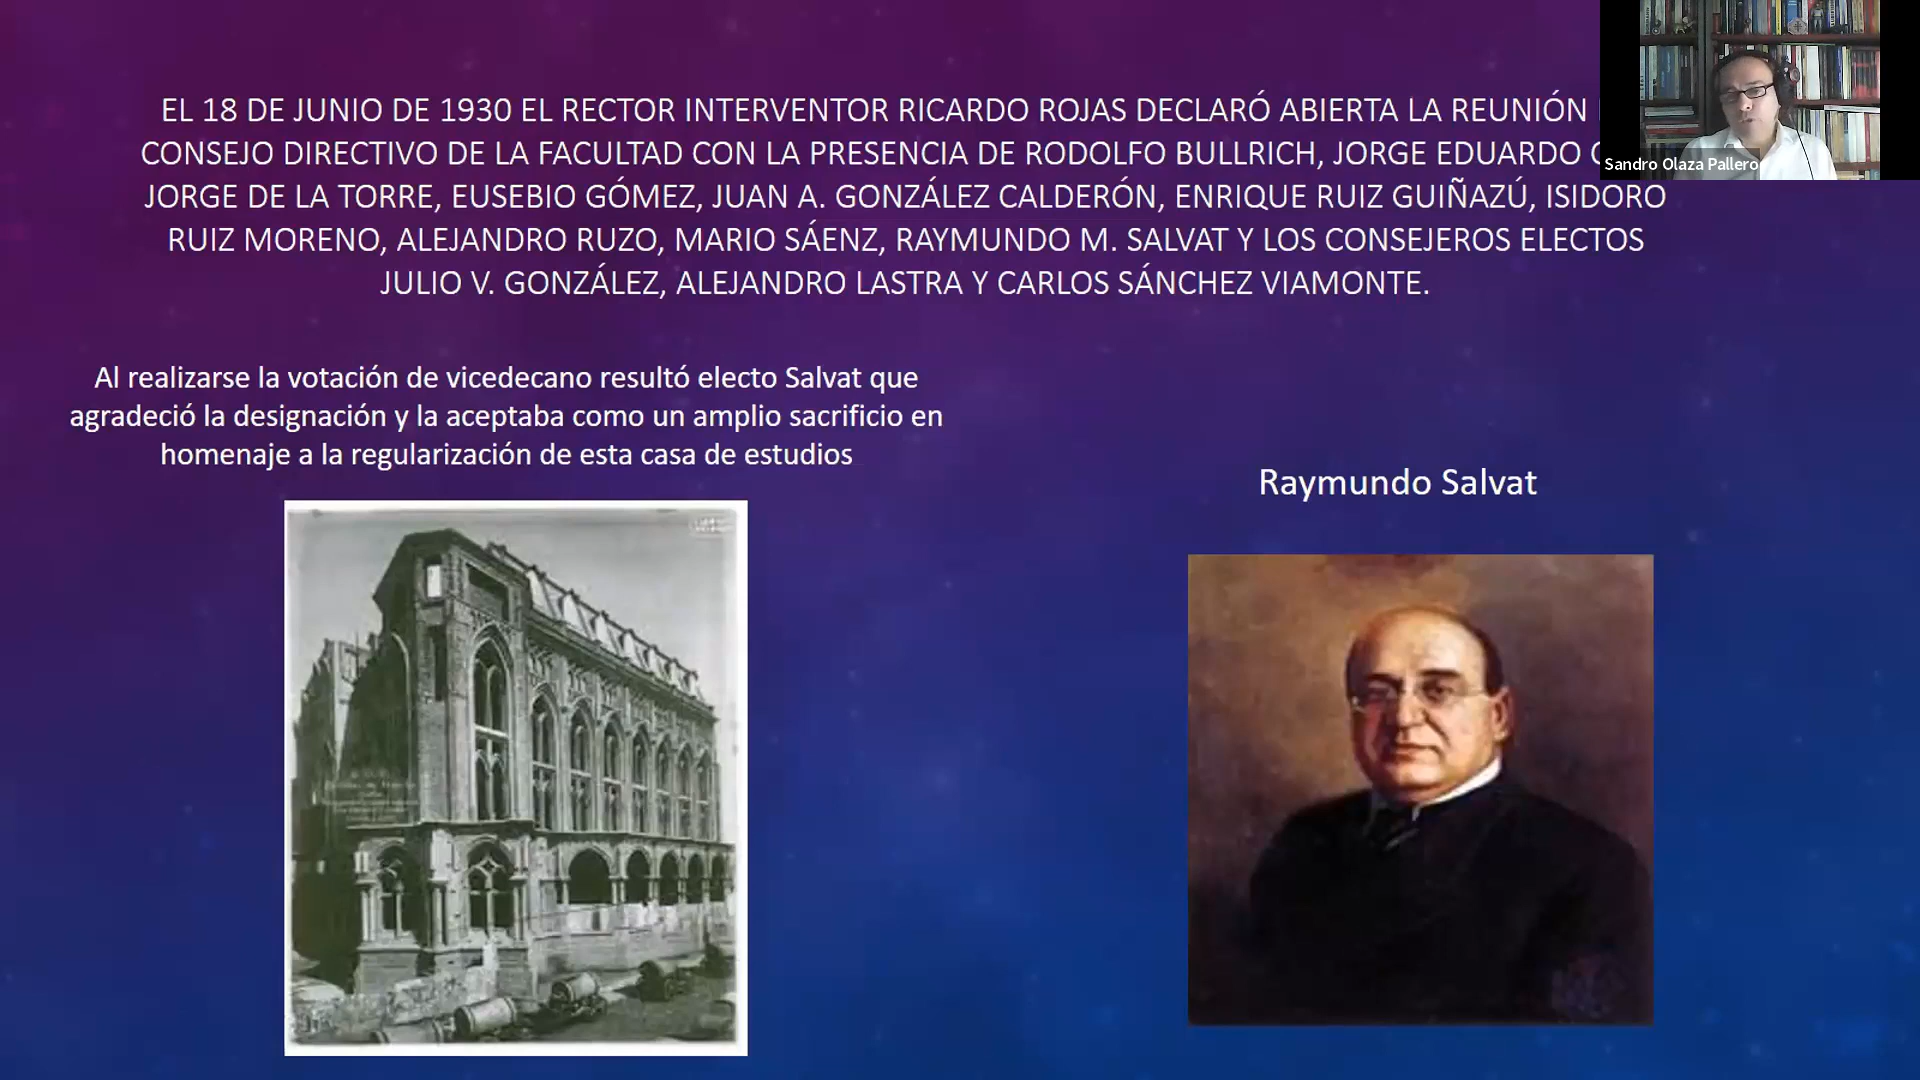 EL 18 DE JUNIO DE 1930 EL RECTOR INTERVENTOR RICARDO ROJAS DECLARÓ ABIERTA LA REUNIÓN
CONSEJO DIRECTIVO DE LA FACULTAD CON LA PRESENCIA DE RODOLFO BULLRICH, JORGE EDUARDO
JORGE DE LA TORRE, EUSEBIO GÓMEZ, JUAN A. GONZÁLEZ CALDERÓN, ENRIQUE RUIZ GUIÑAZÚ, ISIDORO
RUIZ MORENO, ALEJANDRO RUZO, MARIO SÁENZ, RAYMUNDO M. SALVAT Y LOS CONSEJEROS ELECTOS
JULIO V. GONZÁLEZ, ALEJANDRO LASTRA Y CARLOS SÁNCHEZ VIAMONTE.
Sandro Olaza Pallero
Al realizarse la votación de vicedecano resultó electo Salvat que
agradeció la designación y la aceptaba como un amplio sacrificio en
homenaje a la regularización de esta casa de estudios
Raymundo Salvat